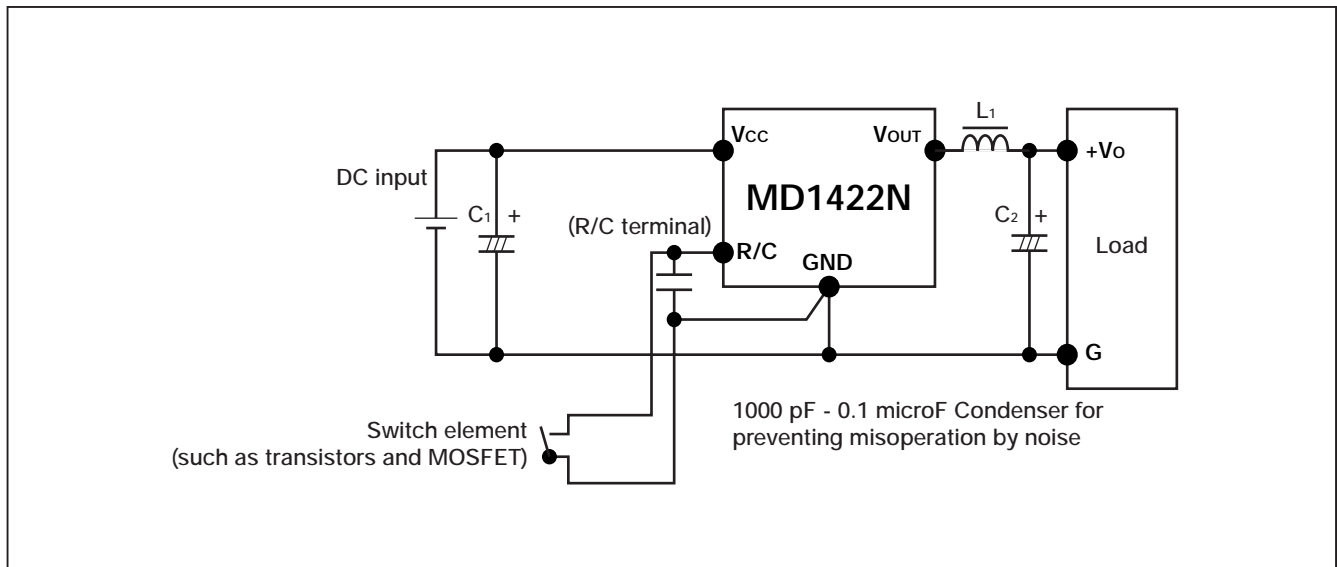 L1
VCC
VOUT
+VO
DC input
MD1422N
C1 +
C2 +
(R/C terminal)
R/C
Load
GND
G
1000 pF - 0.1 microF Condenser for
preventing misoperation by noise
Switch element
(such as transistors and MOSFET)